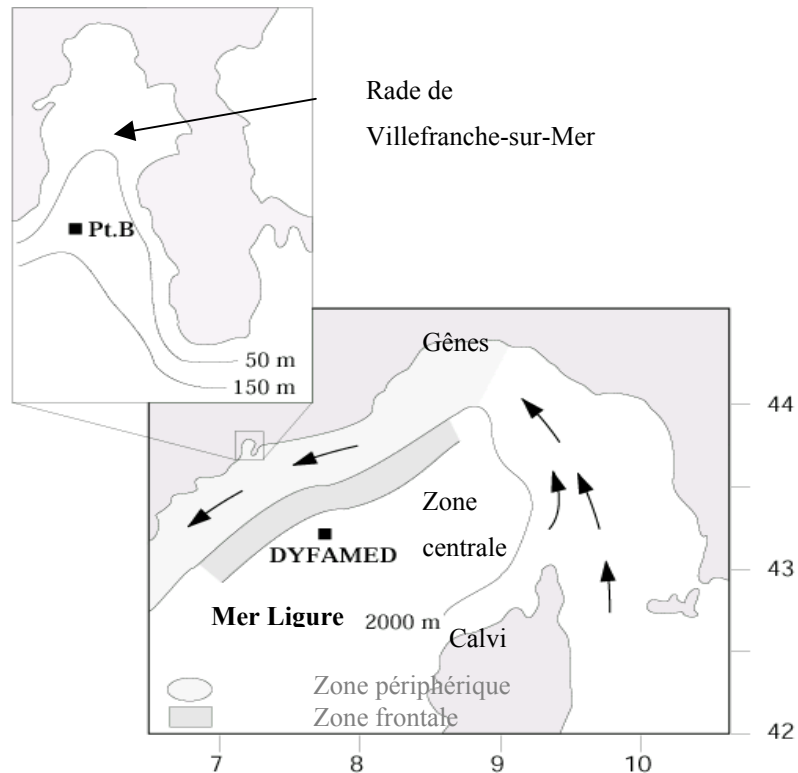 Rade de
Villefranche-sur-Mer
Pt.B
50 m
150 m
Gênes
44
Zone
centrale
DYFAMED
43
Mer Ligure
2000 m
Calvi
Zone périphérique
Zone frontale
42
7
8
9
10